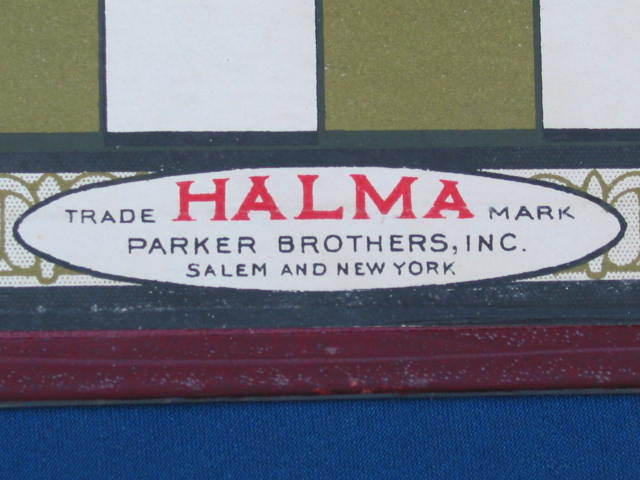 TRADE HALMA MARK
PARKER BROTHERS, INC.
SALEM AND NEW YORK